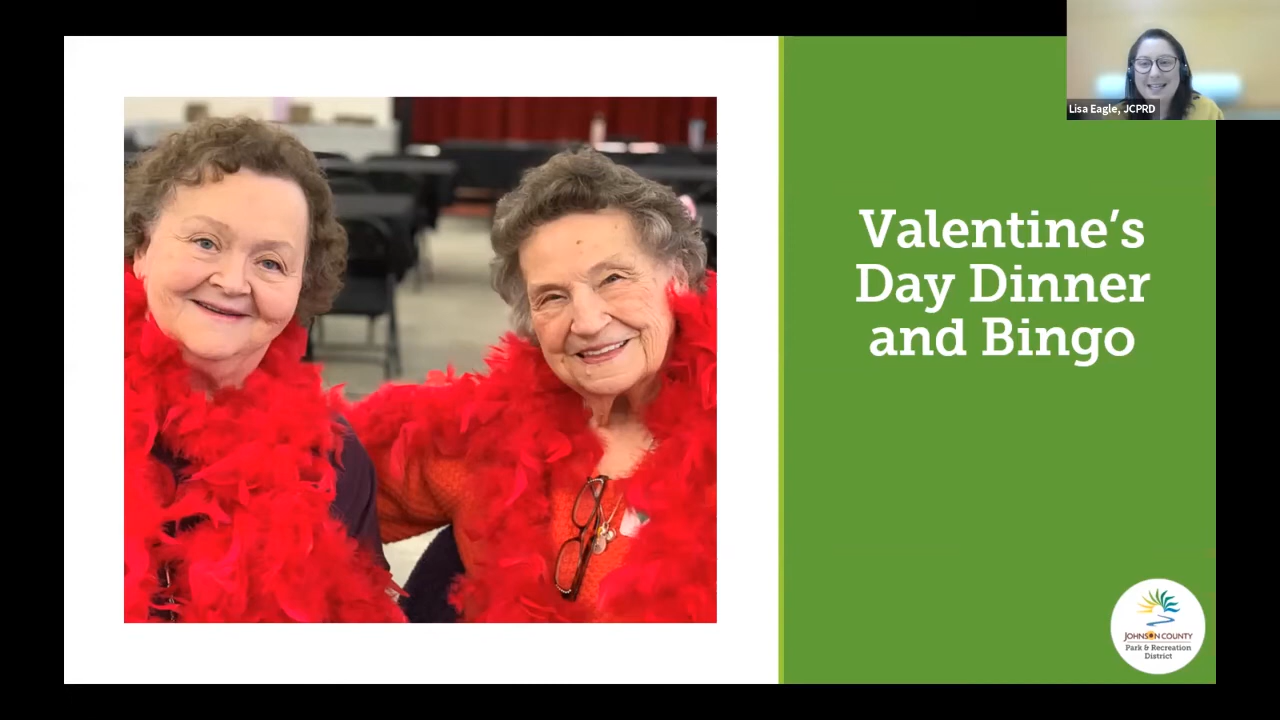 Lisa Eagle, JCPRD
Valentine’s
Day Dinner
and Bingo
JOHNSON COUNTY
Park & Recreation
District